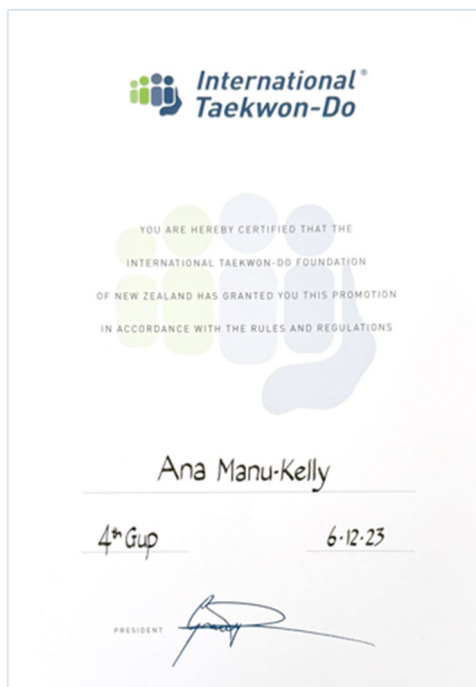 International®
Taekwon-Do
YOU ARE HEREBY CERTIFIED THAT THE
INTERNATIONAL TAEKWON-DO FOUNDATION
OF NEW ZEALAND HAS GRANTED YOU THIS PROMOTION
IN ACCORDANCE WITH THE RULES AND REGULATIONS
Ana Manu-Kelly
4th Gup 6·12·23
PRESIDENT